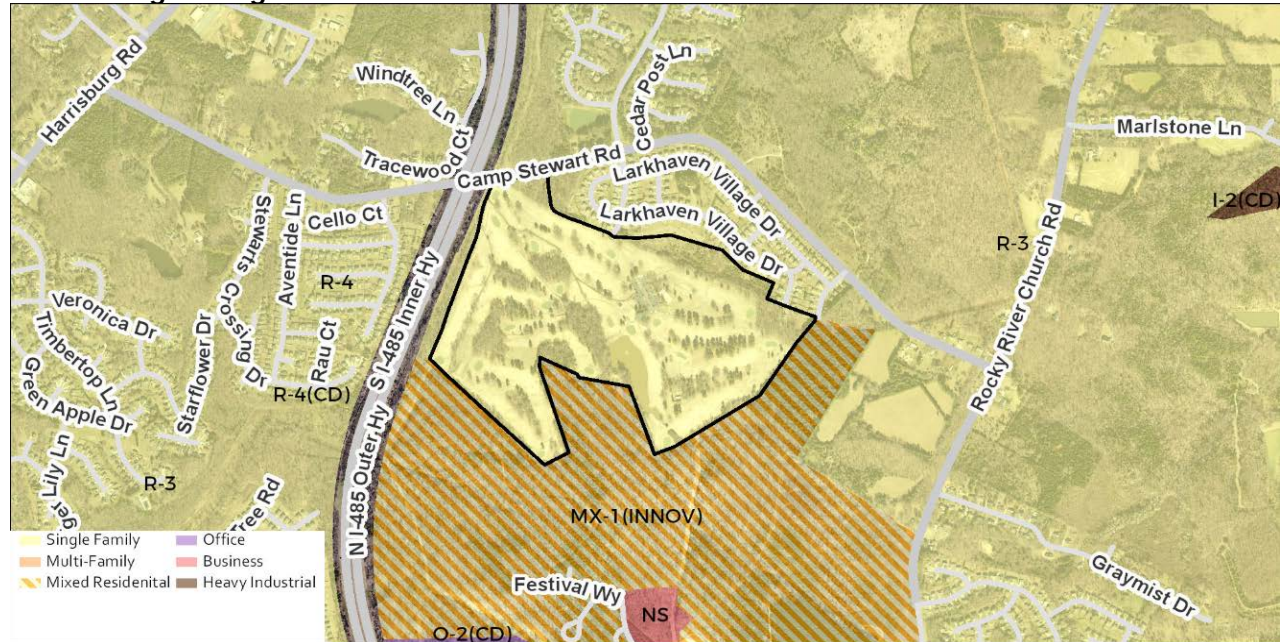 Harrisburg Rd
Windtree Ln
Cedar Post Ln
Marlstone Ln
Tracewood Ct
Camp Stewart Rd
Larkhaven Village Dr
I-2(CD)
Stewarts Crossing Dr
Aventide Ln
Cello Ct
Larkhaven Village Dr
R-3
R-4
Veronica Dr
Timbertop Ln
Starflower Dr
Rau Ct
S I-485 Inner Hy
Rocky River Church Rd
Green Apple Dr
R-4(CD)
N I-485 Outer Hy
R-3
MX-1(INNOV)
Single Family
Office
Multi-Family
Business
Mixed Residenital
Heavy Industrial
Festival Wy
NS
Graymist Dr
O-2(CD)